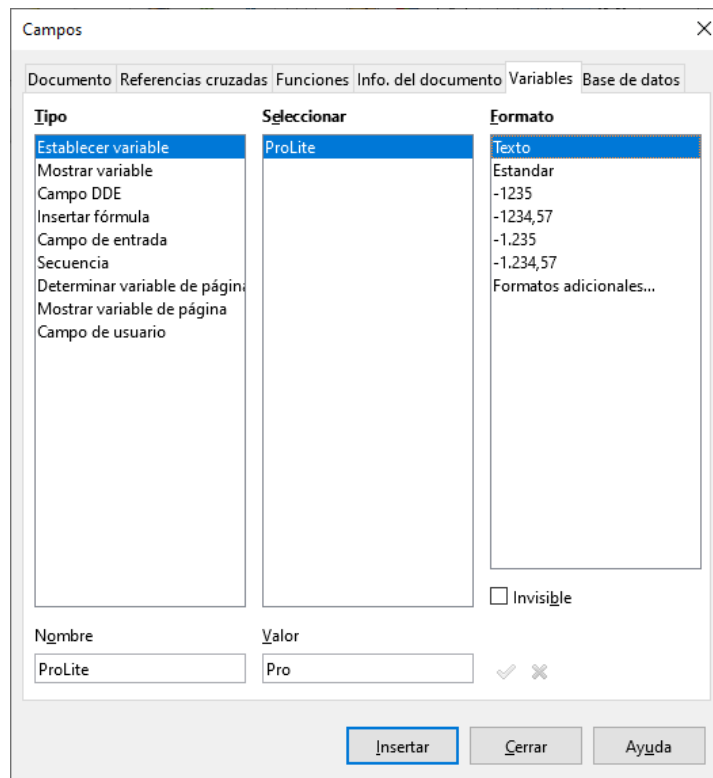 Campos
Documento Referencias cruzadas Funciones Info. del documento Variables Base de datos
Tipo
Establecer variable
Mostrar variable
Campo DDE
Insertar fórmula
Campo de entrada
Secuencia
Determinar variable de página
Mostrar variable de página
Campo de usuario
Seleccionar
ProLite
Formato
Texto
Estandar
-1235
-1234,57
-1.235
-1.234,57
Formatos adicionales...
Invisible
Nombre
ProLite
Valor
Pro
Insertar Cerrar Ayuda